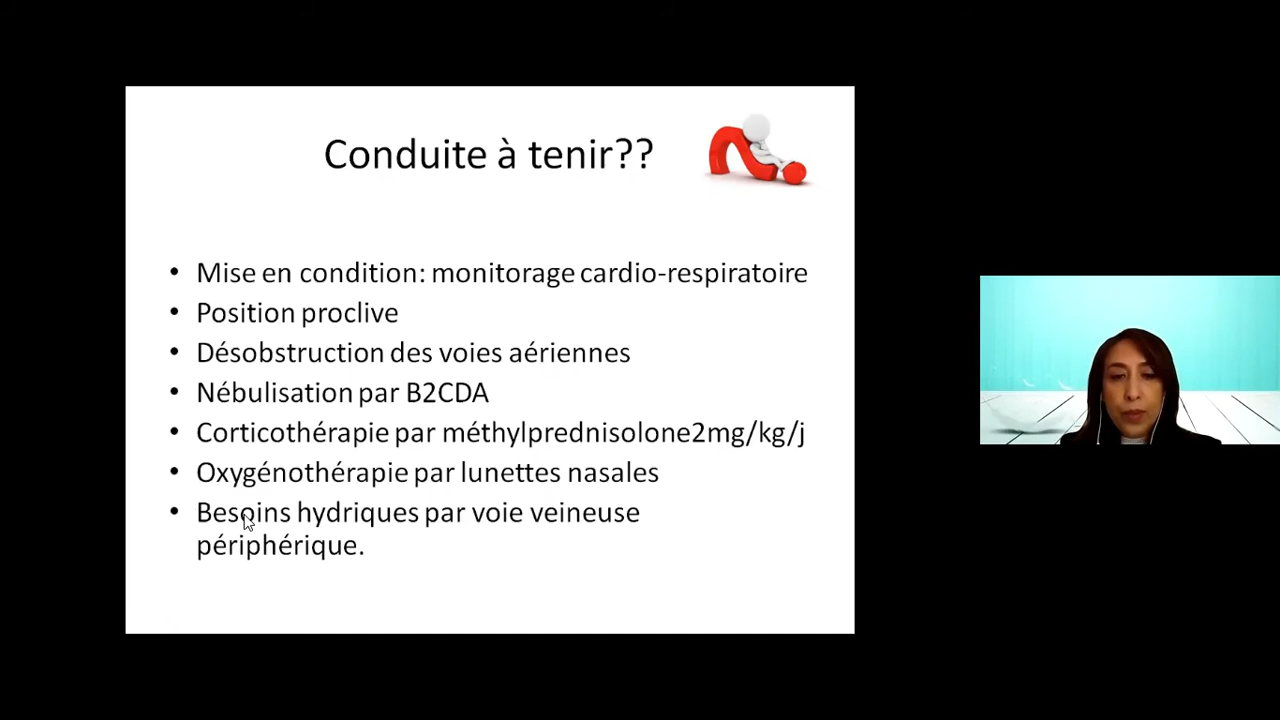 Conduite à tenir??
• Mise en condition: monitorage cardio-respiratoire
• Position proclive
• Désobstruction des voies aériennes
• Nébulisation par B2CDA
• Corticothérapie par méthylprednisolone2mg/kg/j
• Oxygénothérapie par lunettes nasales
• Besoins hydriques par voie veineuse
périphérique.